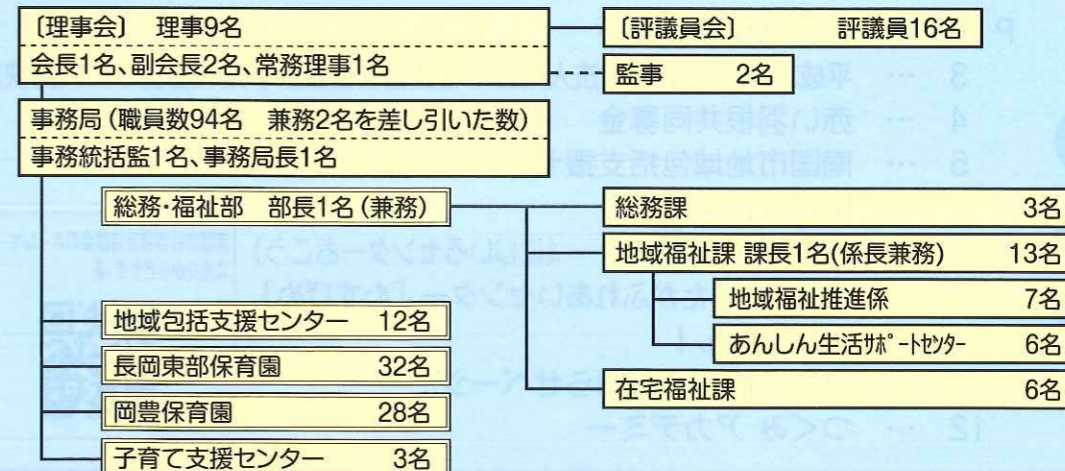 〔理事会〕 理事9名
会長1名、副会長2名、常務理事1名
〔評議員会〕 評議員16名
監事 2名
事務局(職員数94名 兼務2名を差し引いた数)
事務統括監1名、事務局長1名
総務・福祉部 部長1名(兼務)
総務課 3名
地域福祉課 課長1名(係長兼務) 13名
地域福祉推進係 7名
あんしん生活ｻﾎﾟｰﾄｾﾝﾀｰ 6名
在宅福祉課 6名
地域包括支援センター 12名
長岡東部保育園 32名
岡豊保育園 28名
子育て支援センター 3名